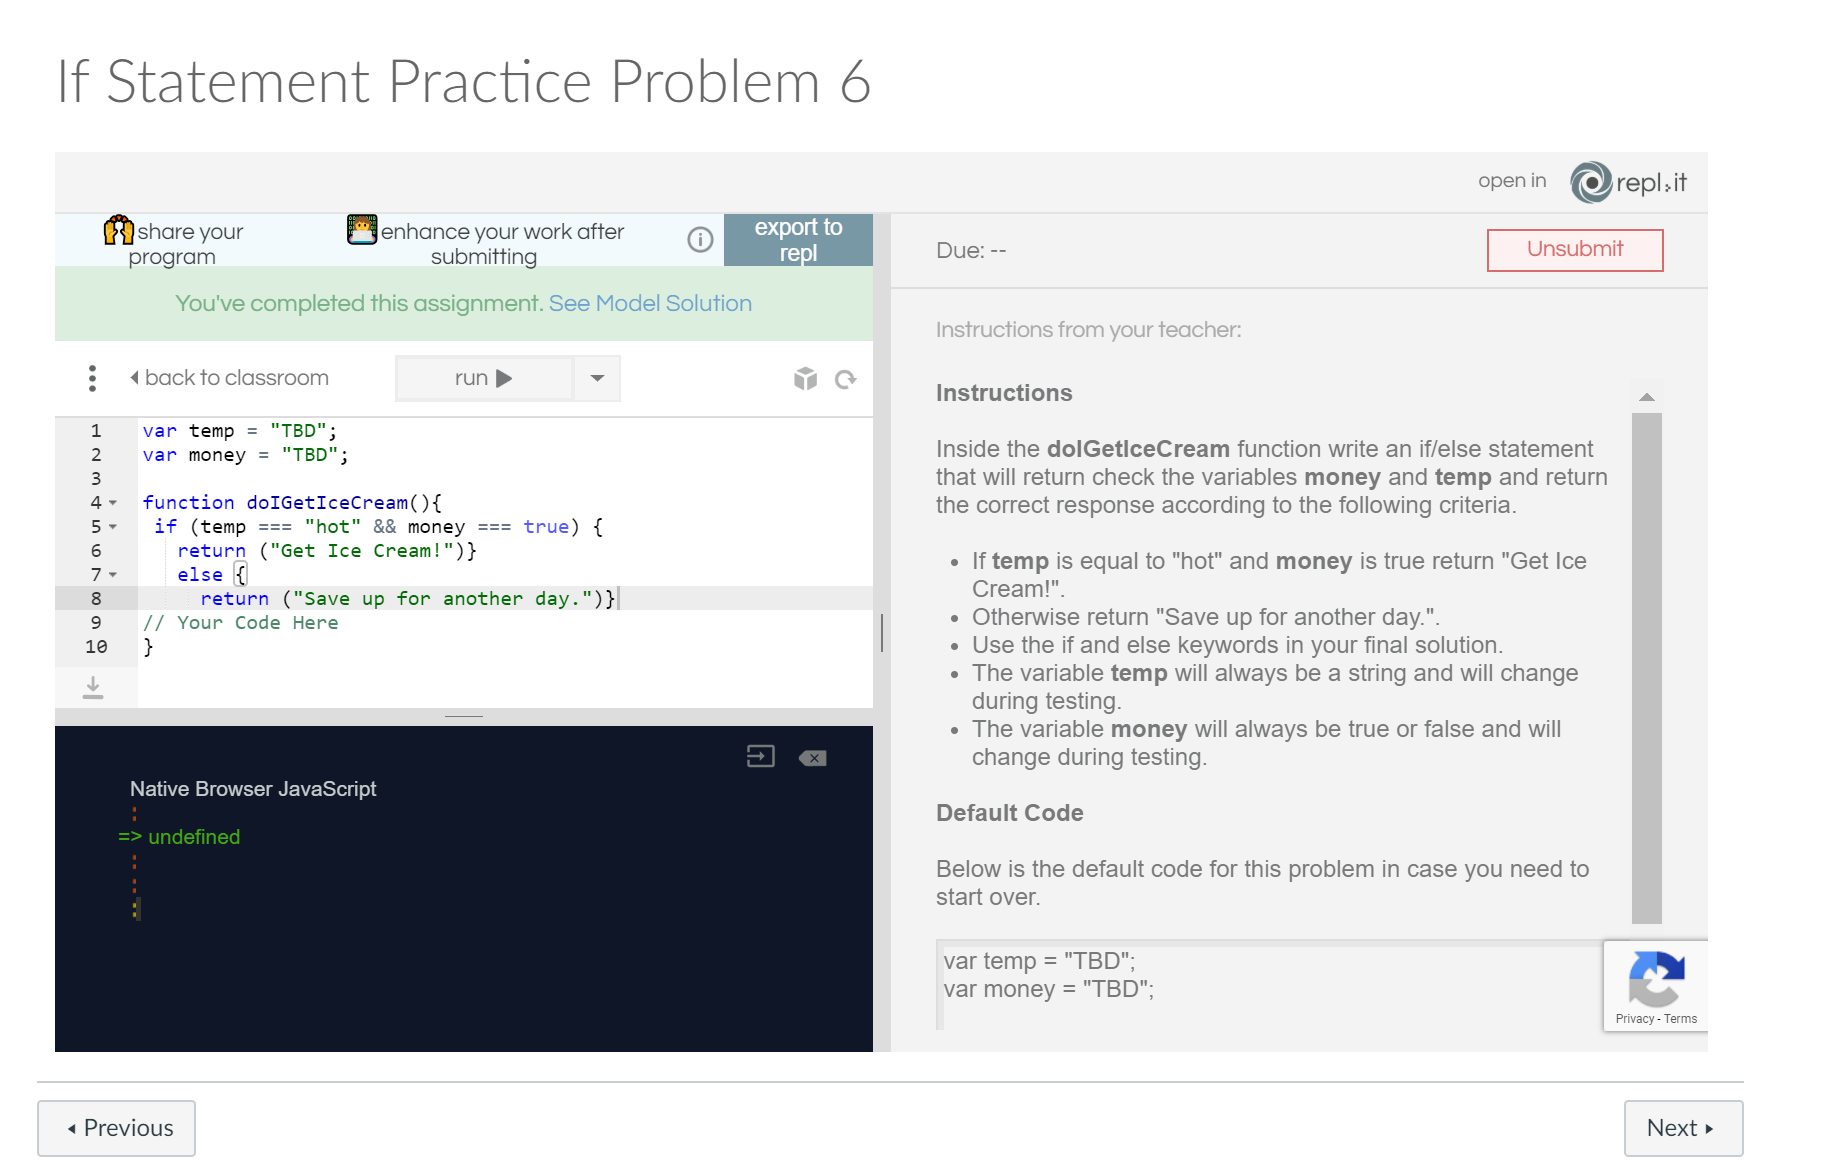 If Statement Practice Problem 6
open in repl.it
share your
program
enhance your work after
submitting
export to
repl
You've completed this assignment. See Model Solution
back to classroom
run
1 var temp = "TBD";
2 var money = "TBD";
3
4 function doIGetIceCream(){
5 if (temp === "hot" && money === true) {
6 return ("Get Ice Cream!")}
7 else {
8 return ("Save up for another day.")}
9 // Your Code Here
10 }
Native Browser JavaScript
=> undefined
Due: --
Unsubmit
Instructions from your teacher:
Instructions
Inside the doIGetIceCream function write an if/else statement
that will return check the variables money and temp and return
the correct response according to the following criteria.
• If temp is equal to "hot" and money is true return "Get Ice
Cream!".
• Otherwise return "Save up for another day.".
• Use the if and else keywords in your final solution.
• The variable temp will always be a string and will change
during testing.
• The variable money will always be true or false and will
change during testing.
Default Code
Below is the default code for this problem in case you need to
start over.
var temp = "TBD";
var money = "TBD";
Privacy - Terms
Previous
Next